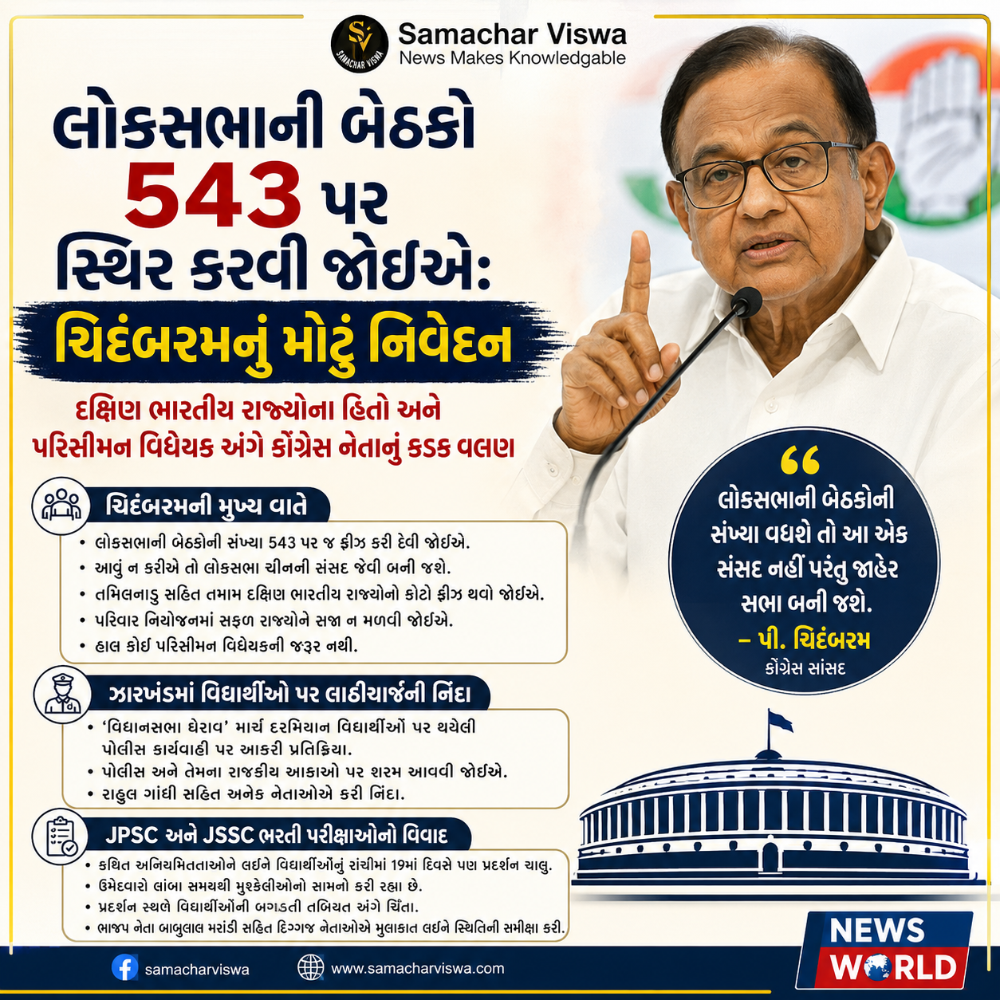 SV
SAMACHAR VISWA
Samachar Viswa
News Makes Knowledgable
લોકસભાની બેઠકો
543 પર
સ્થિર કરવી જોઈએ:
ચિદંબરમનું મોટું નિવેદન
દક્ષિણ ભારતીય રાજ્યોના હિતો અને
પરિસીમન વિધેયક અંગે કોંગ્રેસ નેતાનું કડક વલણ
ચિદંબરમની મુખ્ય વાતે
• લોકસભાની બેઠકોની સંખ્યા 543 પર જ ફ્રીઝ કરી દેવી જોઈએ.
• આવું ન કરીએ તો લોકસભા ચીનની સંસદ જેવી બની જશે.
• તમિલનાડુ સહિત તમામ દક્ષિણ ભારતીય રાજ્યોનો કોટો ફ્રીઝ થવો જોઈએ.
• પરિવાર નિયોજનમાં સફળ રાજ્યોને સજા ન મળવી જોઈએ.
• હાલ કોઈ પરિસીમન વિધેયકની જરૂર નથી.
“
લોકસભાની બેઠકોની
સંખ્યા વધશે તો આ એક
સંસદ નહીં પરંતુ જાહેર
સભા બની જશે.
– પી. ચિદંબરમ
કોંગ્રેસ સાંસદ
ઝારખંડમાં વિદ્યાર્થીઓ પર લાઠીચાર્જની નિંદા
• ‘વિધાનસભા ઘેરાવ’ માર્ચ દરમિયાન વિદ્યાર્થીઓ પર થયેલી
પોલીસ કાર્યવાહી પર આકરી પ્રતિક્રિયા.
• પોલીસ અને તેમના રાજકીય આકાઓ પર શરમ આવવી જોઈએ.
• રાહુલ ગાંધી સહિત અનેક નેતાઓએ કરી નિંદા.
JPSC અને JSSC ભરતી પરીક્ષાઓનો વિવાદ
• કથિત અનિયમિતતાઓને લઈને વિદ્યાર્થીઓનું રાંચીમાં 19માં દિવસે પણ પ્રદર્શન ચાલુ.
• ઉમેદવારો લાંબા સમયથી મુશ્કેલીઓનો સામનો કરી રહ્યા છે.
• પ્રદર્શન સ્થળે વિદ્યાર્થીઓની બગડતી તબિયત અંગે ચિંતા.
• ભાજપ નેતા બાબુલાલ મરાંડી સહિત દિગ્ગજ નેતાઓએ મુલાકાત લઈને સ્થિતિની સમીક્ષા કરી.
samacharviswa
www.samacharviswa.com
NEWS
WORLD